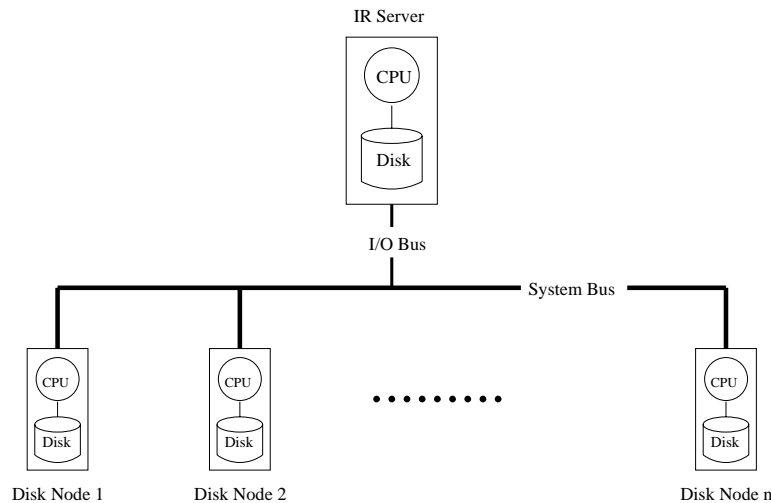 IR Server
CPU
Disk
I/O Bus
System Bus
CPU
CPU
CPU
Disk
Disk
Disk
Disk Node 1
Disk Node 2
Disk Node n